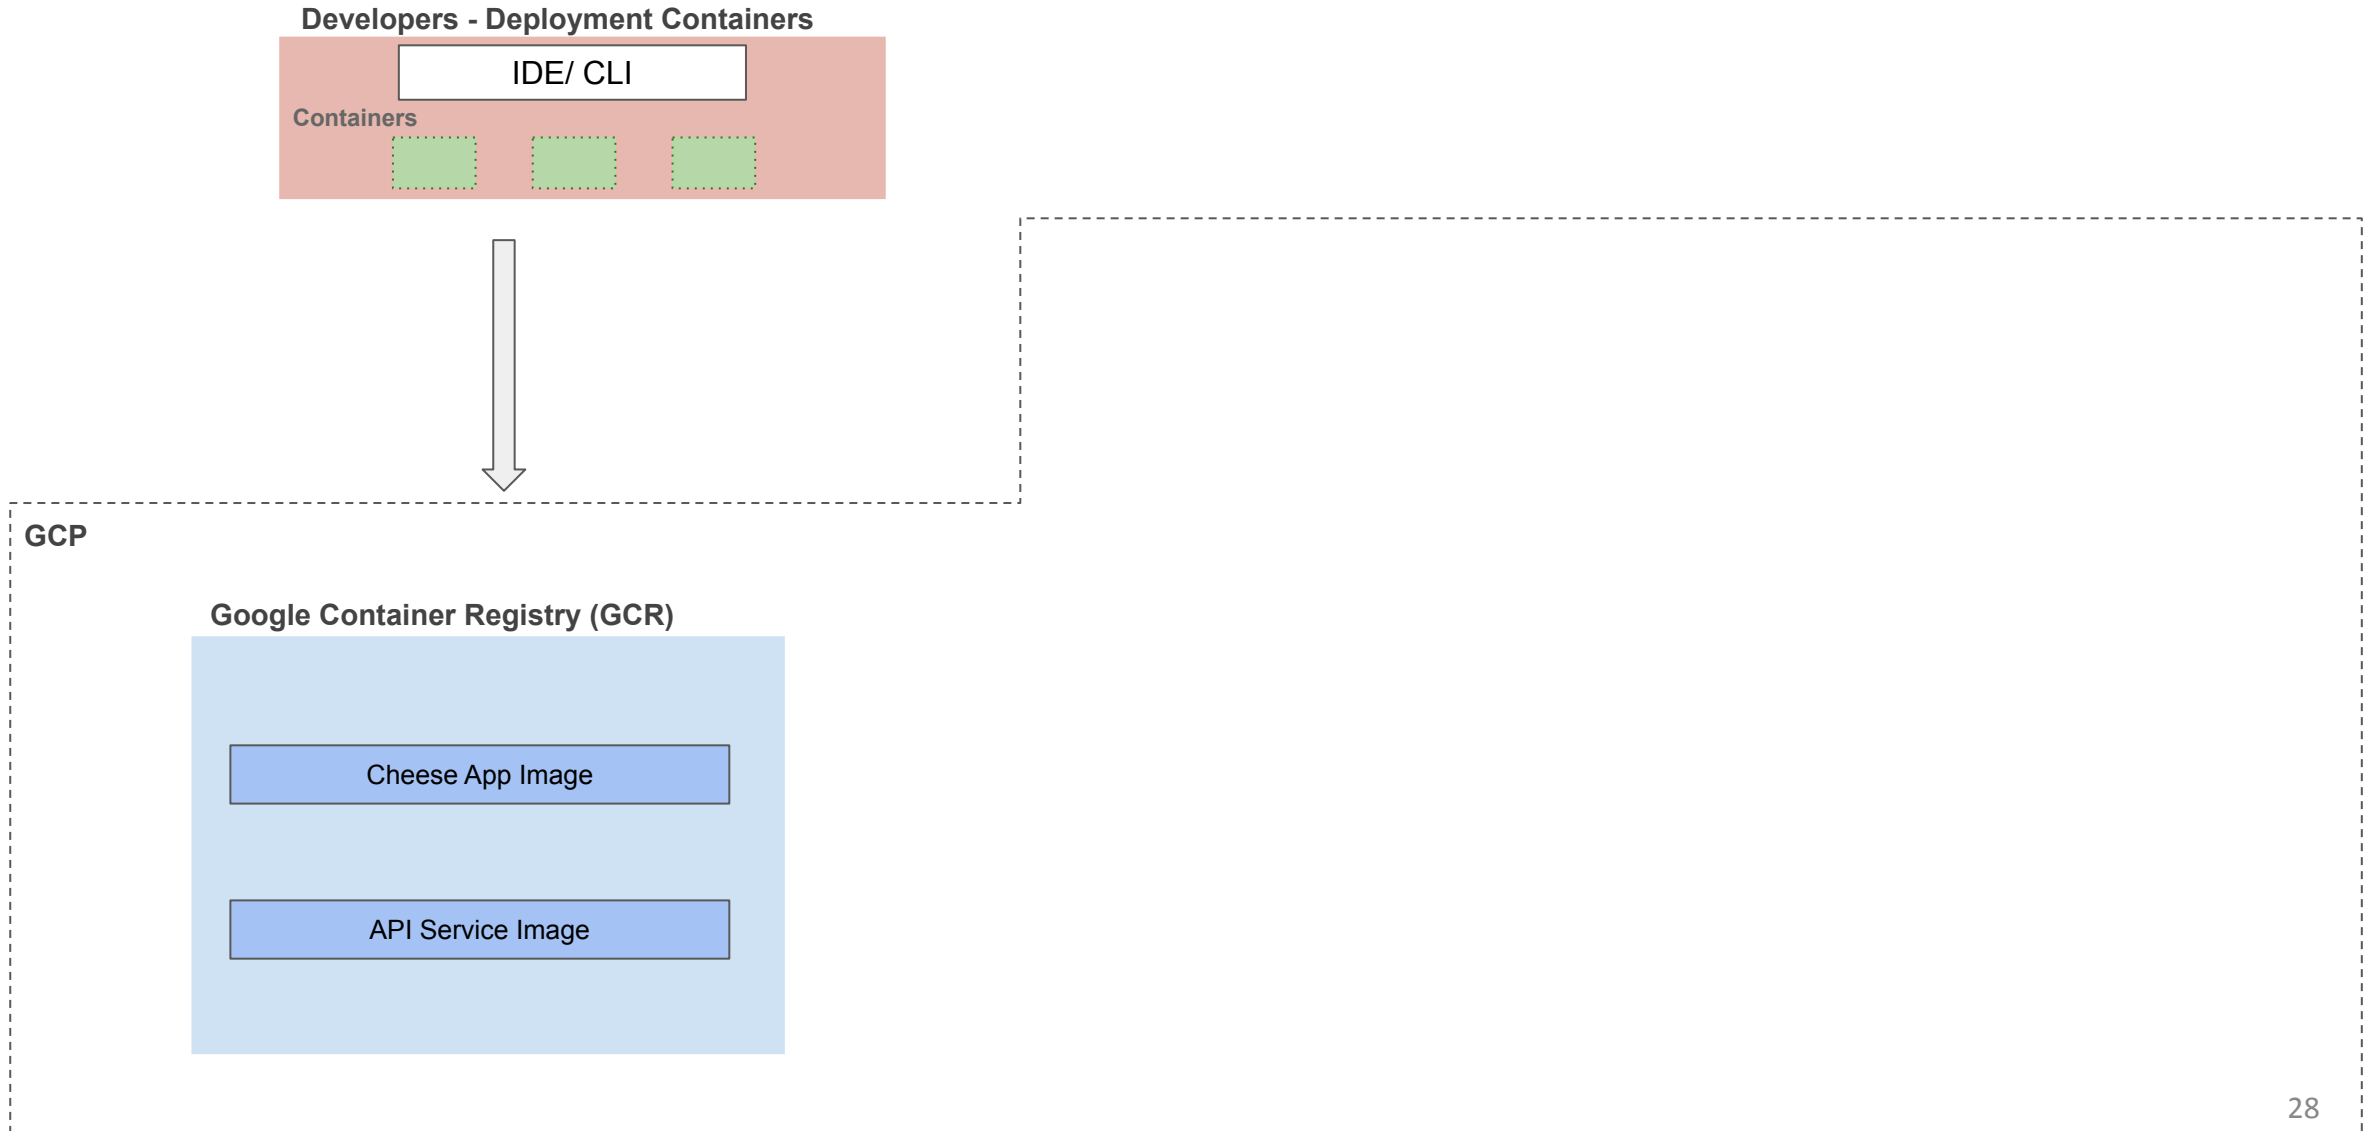 Developers - Deployment Containers
IDE/ CLI
Containers
GCP
Google Container Registry (GCR)
Cheese App Image
API Service Image
28